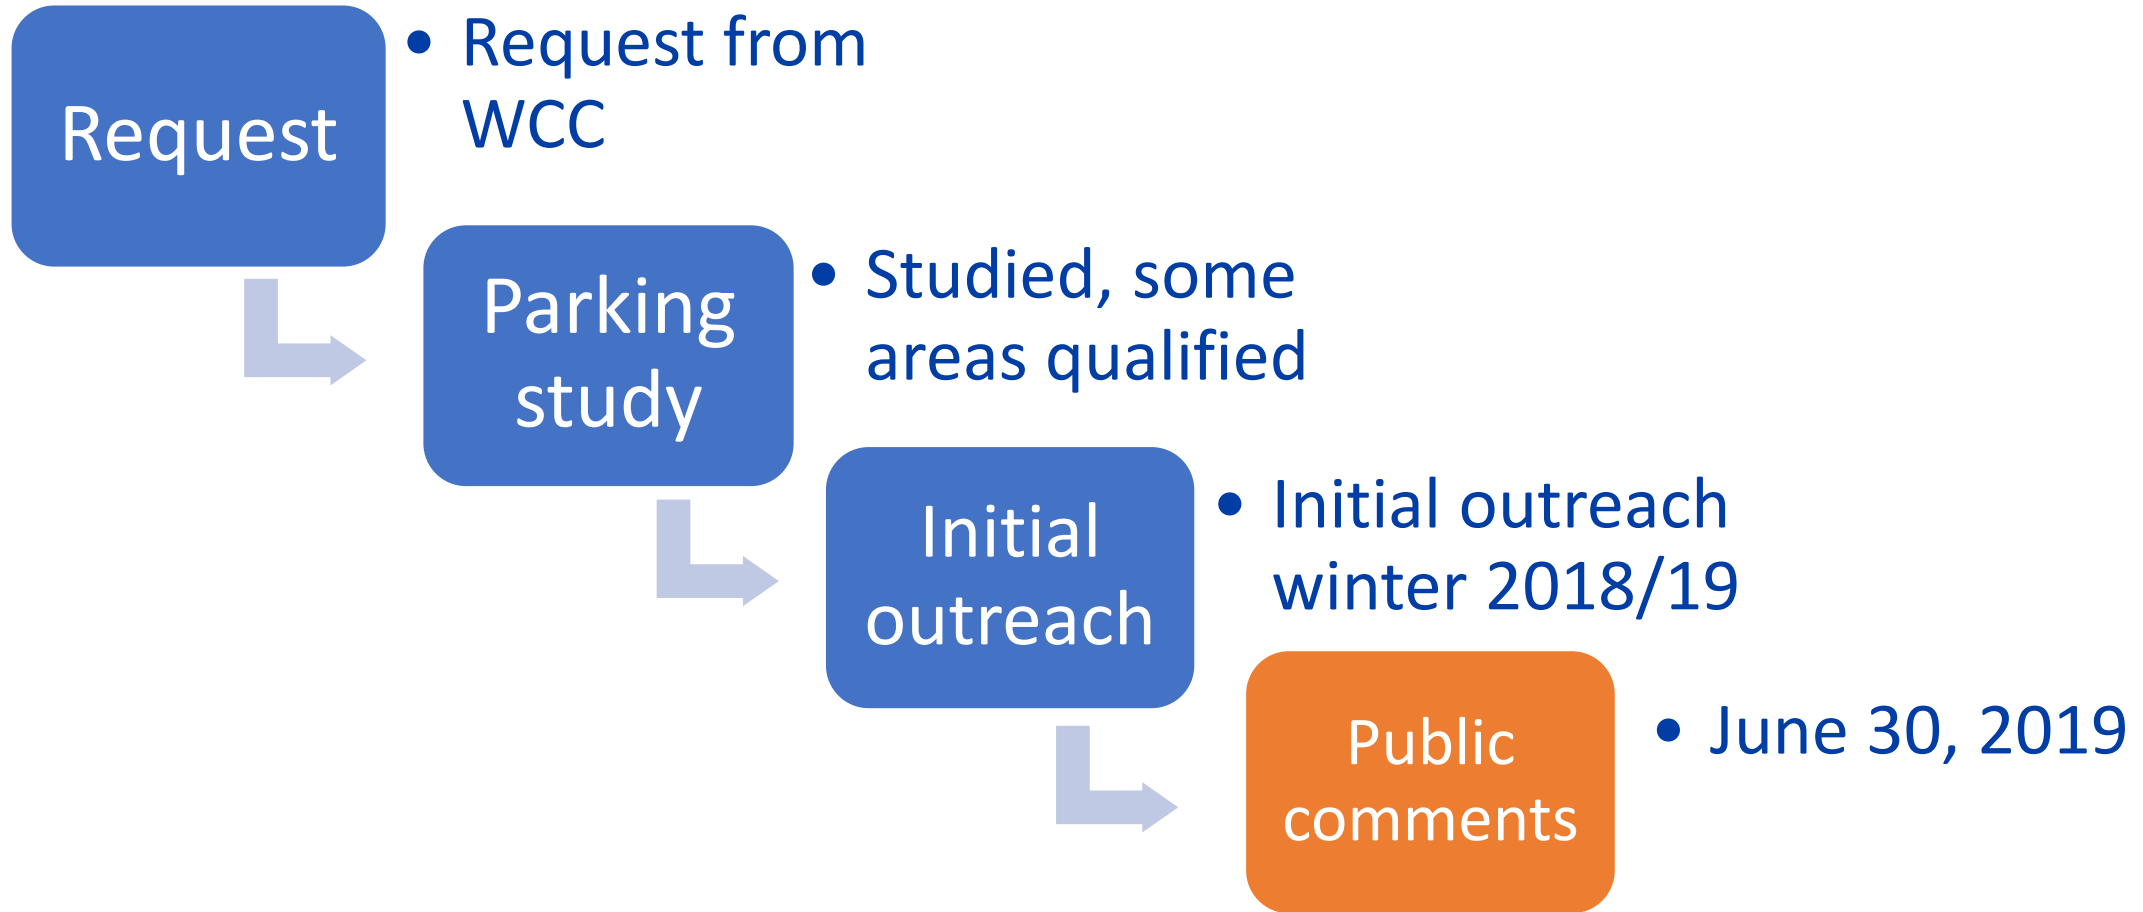 Request
• Request from
WCC
Parking
study
• Studied, some
areas qualified
Initial
outreach
• Initial outreach
winter 2018/19
Public
comments
• June 30, 2019